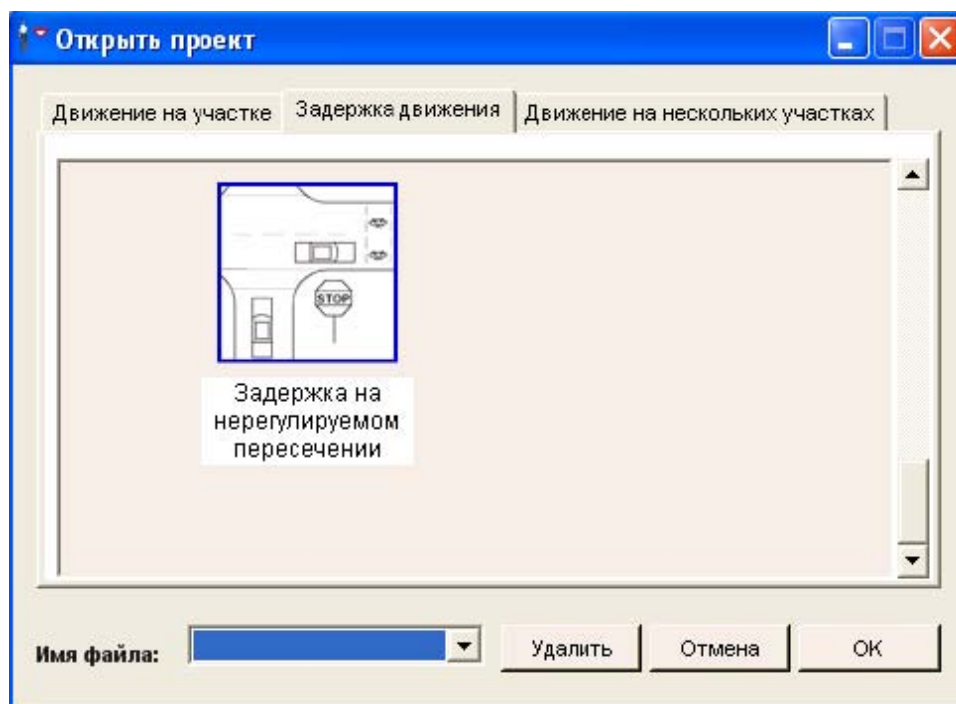 Открыть проект
Движение на участке
Задержка движения
Движение на нескольких участках
STOP
Задержка на
нерегулируемом
пересечении
Имя файла:
Удалить
Отмена
OK